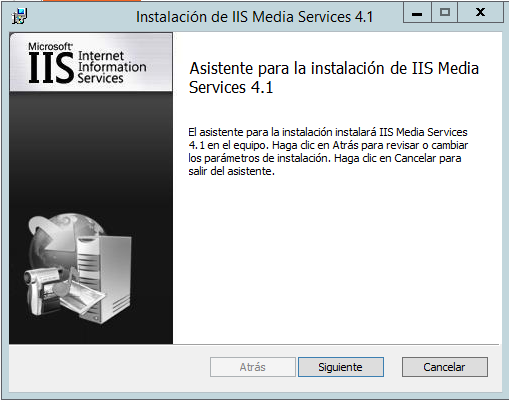 Instalación de IIS Media Services 4.1
Microsoft®
IIS Internet
Information
Services
Asistente para la instalación de IIS Media
Services 4.1
El asistente para la instalación instalará IIS Media Services
4.1 en el equipo. Haga clic en Atrás para revisar o cambiar
los parámetros de instalación. Haga clic en Cancelar para
salir del asistente.
Atrás
Siguiente
Cancelar